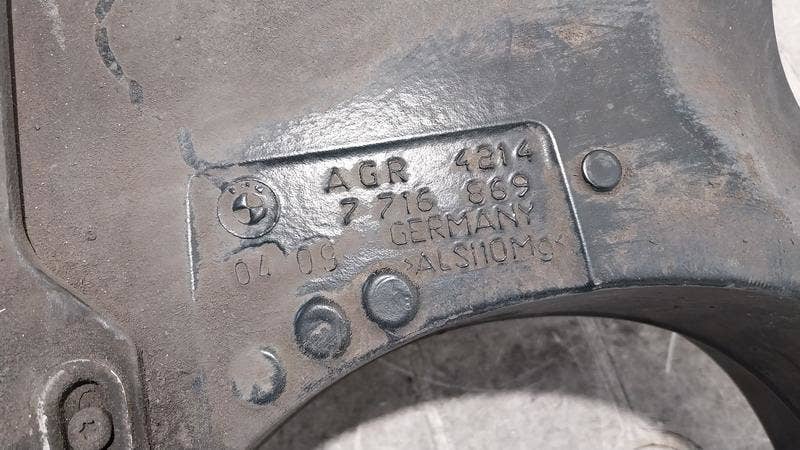 AGR 4214
7 716 869
GERMANY
04 09 >ALSI10Mg<